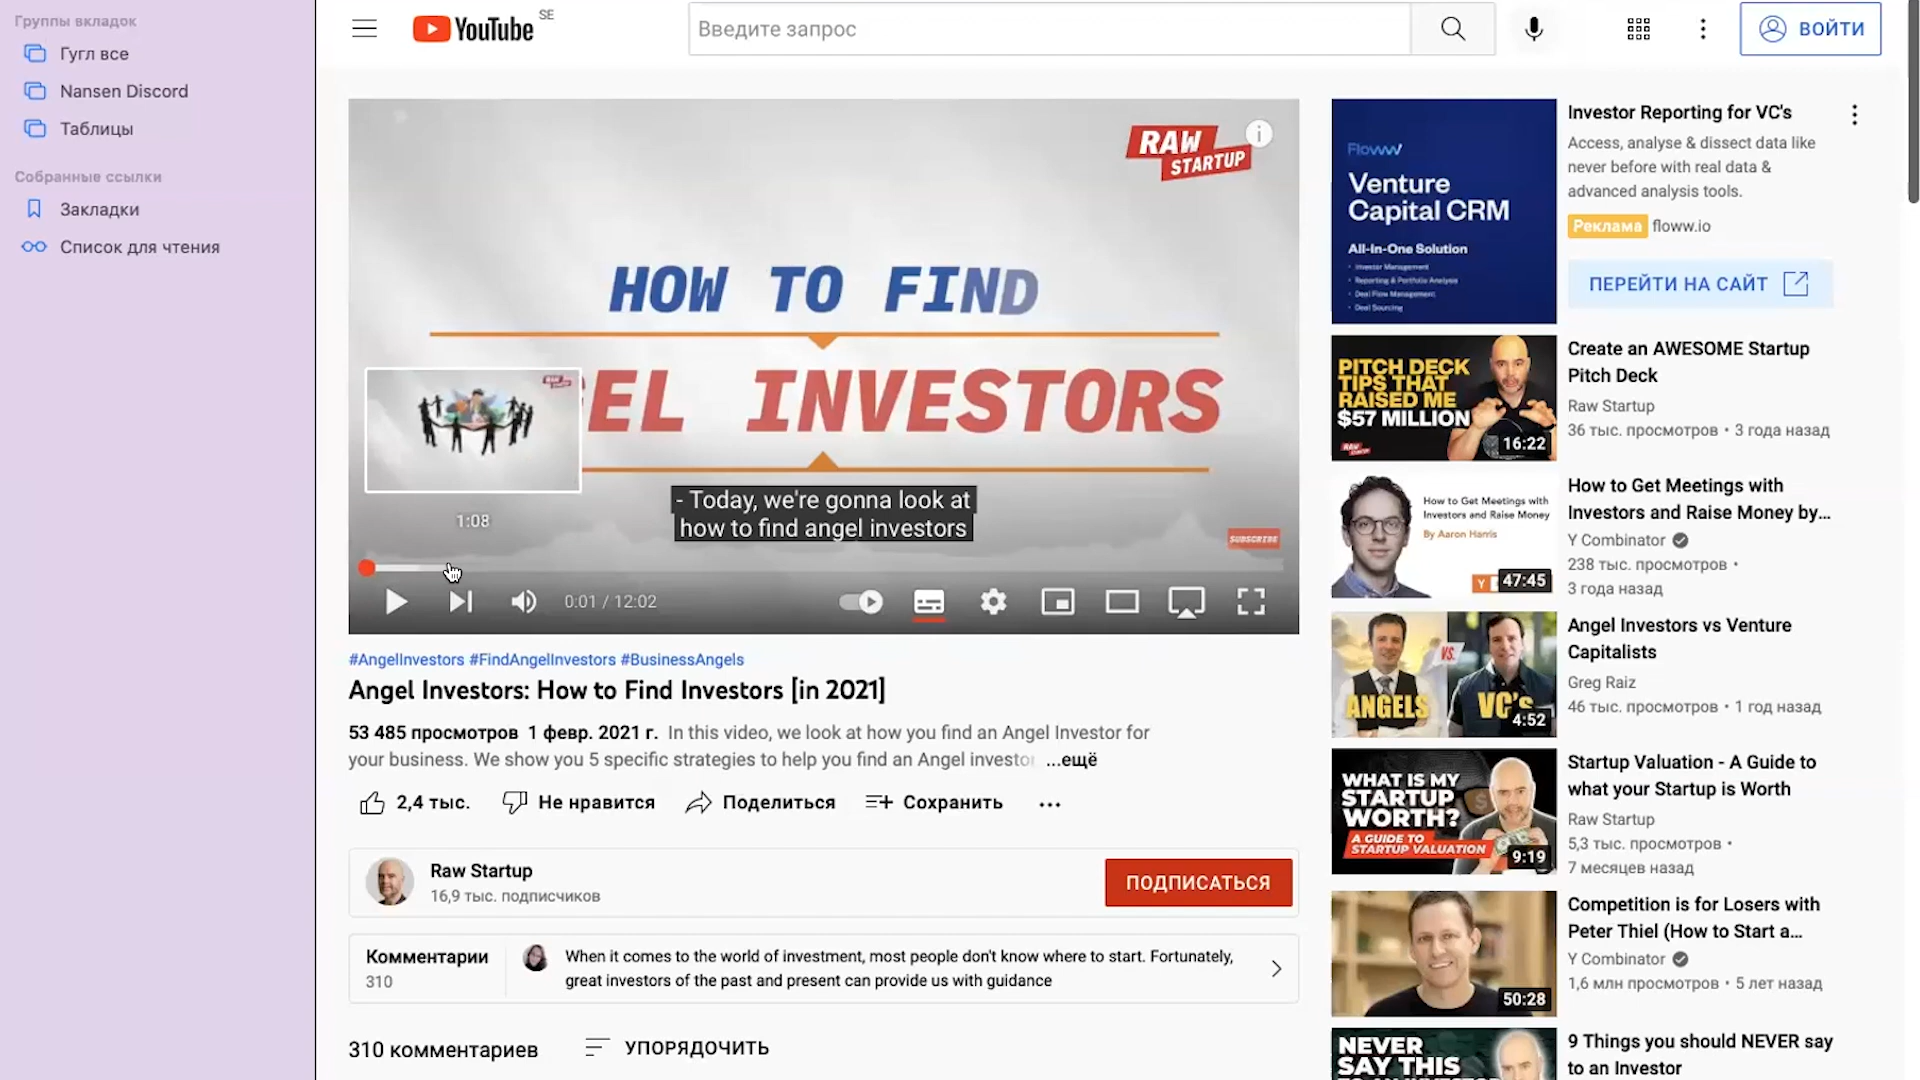 Группы вкладок
Гугл все
Nansen Discord
Таблицы
Собранные ссылки
Закладки
Список для чтения
YouTube SE
Введите запрос
ВОЙТИ
RAW
STARTUP
HOW TO FIND
EL INVESTORS
1:08
- Today, we're gonna look at
how to find angel investors
SUBSCRIBE
0:01 / 12:02
#AngelInvestors #FindAngelInvestors #BusinessAngels
Angel Investors: How to Find Investors [in 2021]
53 485 просмотров 1 февр. 2021 г. In this video, we look at how you find an Angel Investor for
your business. We show you 5 specific strategies to help you find an Angel investo ...ещё
2,4 тыс. Не нравится Поделиться Сохранить
Raw Startup
16,9 тыс. подписчиков
ПОДПИСАТЬСЯ
Комментарии
310
When it comes to the world of investment, most people don't know where to start. Fortunately,
great investors of the past and present can provide us with guidance
310 комментариев
УПОРЯДОЧИТЬ
Floww
Venture
Capital CRM
All-In-One Solution
Investor Management
Reporting & Portfolio Analysis
Deal Flow Management
Deal Sourcing
Investor Reporting for VC's
Access, analyse & dissect data like
never before with real data &
advanced analysis tools.
Реклама floww.io
ПЕРЕЙТИ НА САЙТ
PITCH DECK
TIPS THAT
RAISED ME
$57 MILLION
16:22
Create an AWESOME Startup
Pitch Deck
Raw Startup
36 тыс. просмотров • 3 года назад
How to Get Meetings with
Investors and Raise Money
By Aaron Harris
Y
47:45
How to Get Meetings with
Investors and Raise Money by...
Y Combinator
238 тыс. просмотров •
3 года назад
VS.
ANGELS
VC's
4:52
Angel Investors vs Venture
Capitalists
Greg Raiz
46 тыс. просмотров • 1 год назад
WHAT IS MY
STARTUP
WORTH?
A GUIDE TO
STARTUP VALUATION
9:19
Startup Valuation - A Guide to
what your Startup is Worth
Raw Startup
5,3 тыс. просмотров •
7 месяцев назад
50:28
Competition is for Losers with
Peter Thiel (How to Start a...
Y Combinator
1,6 млн просмотров • 5 лет назад
NEVER
SAY THIS
9 Things you should NEVER say
to an Investor